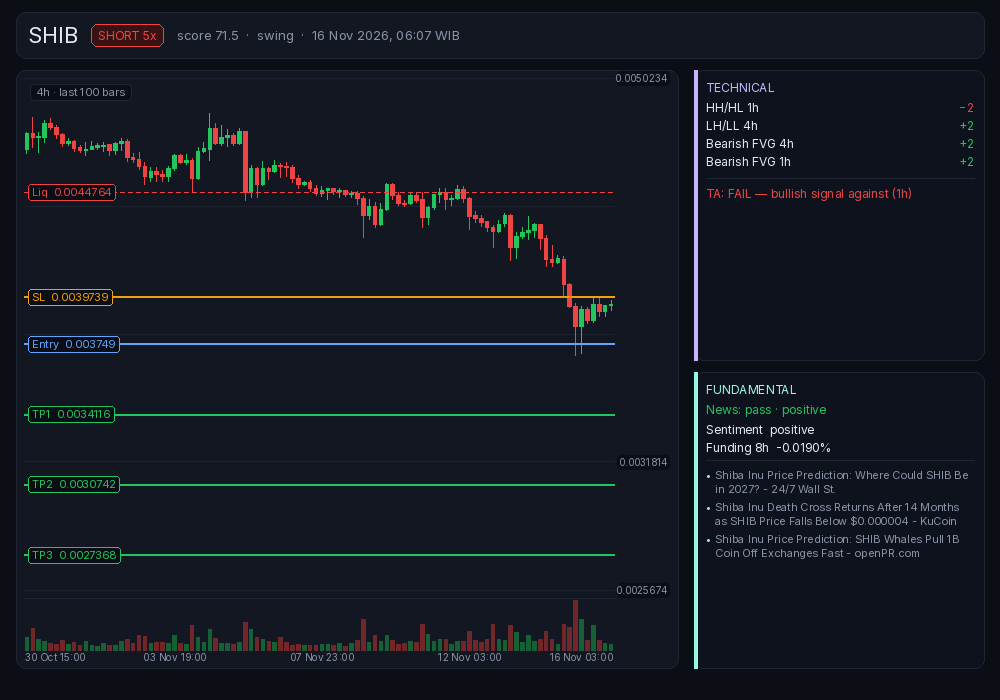 SHIB SHORT 5x score 71.5 · swing · 16 Nov 2026, 06:07 WIB
4h · last 100 bars
0.0050234
Liq 0.0044764
SL 0.0039739
Entry 0.003749
TP1 0.0034116
0.0031814
TP2 0.0030742
TP3 0.0027368
0.0025674
30 Oct 15:00 03 Nov 19:00 07 Nov 23:00 12 Nov 03:00 16 Nov 03:00
TECHNICAL
HH/HL 1h −2
LH/LL 4h +2
Bearish FVG 4h +2
Bearish FVG 1h +2
TA: FAIL — bullish signal against (1h)
FUNDAMENTAL
News: pass · positive
Sentiment positive
Funding 8h -0.0190%
• Shiba Inu Price Prediction: Where Could SHIB Be
in 2027? - 24/7 Wall St.
• Shiba Inu Death Cross Returns After 14 Months
as SHIB Price Falls Below $0.000004 - KuCoin
• Shiba Inu Price Prediction: SHIB Whales Pull 1B
Coin Off Exchanges Fast - openPR.com